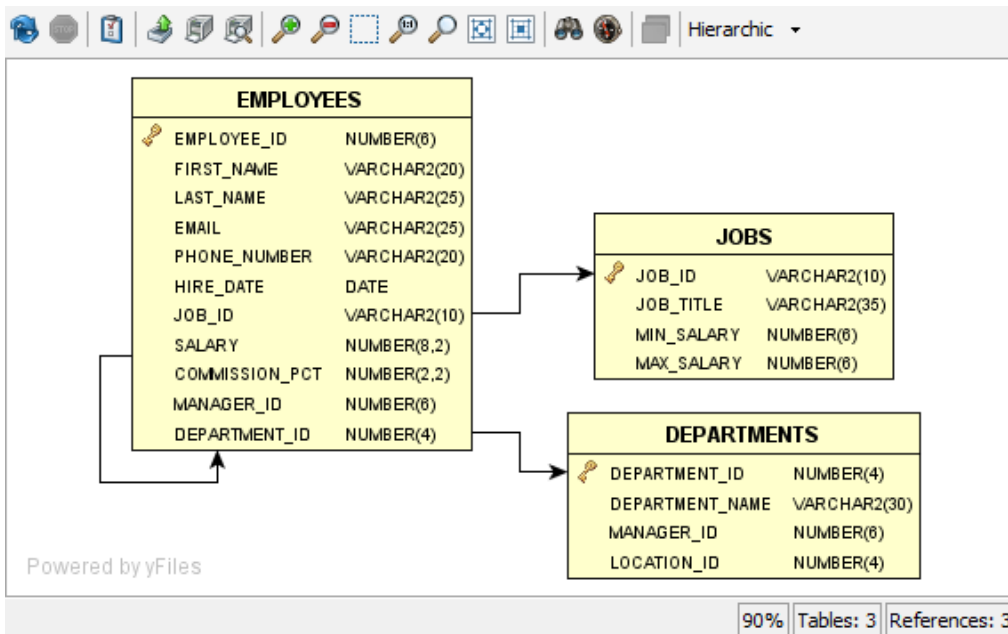 STOP
1:1
Hierarchic
EMPLOYEES
EMPLOYEE_ID NUMBER(6)
FIRST_NAME VARCHAR2(20)
LAST_NAME VARCHAR2(25)
EMAIL VARCHAR2(25)
PHONE_NUMBER VARCHAR2(20)
HIRE_DATE DATE
JOB_ID VARCHAR2(10)
SALARY NUMBER(8,2)
COMMISSION_PCT NUMBER(2,2)
MANAGER_ID NUMBER(6)
DEPARTMENT_ID NUMBER(4)
JOBS
JOB_ID VARCHAR2(10)
JOB_TITLE VARCHAR2(35)
MIN_SALARY NUMBER(6)
MAX_SALARY NUMBER(6)
DEPARTMENTS
DEPARTMENT_ID NUMBER(4)
DEPARTMENT_NAME VARCHAR2(30)
MANAGER_ID NUMBER(6)
LOCATION_ID NUMBER(4)
Powered by yFiles
90% Tables: 3 References: 3